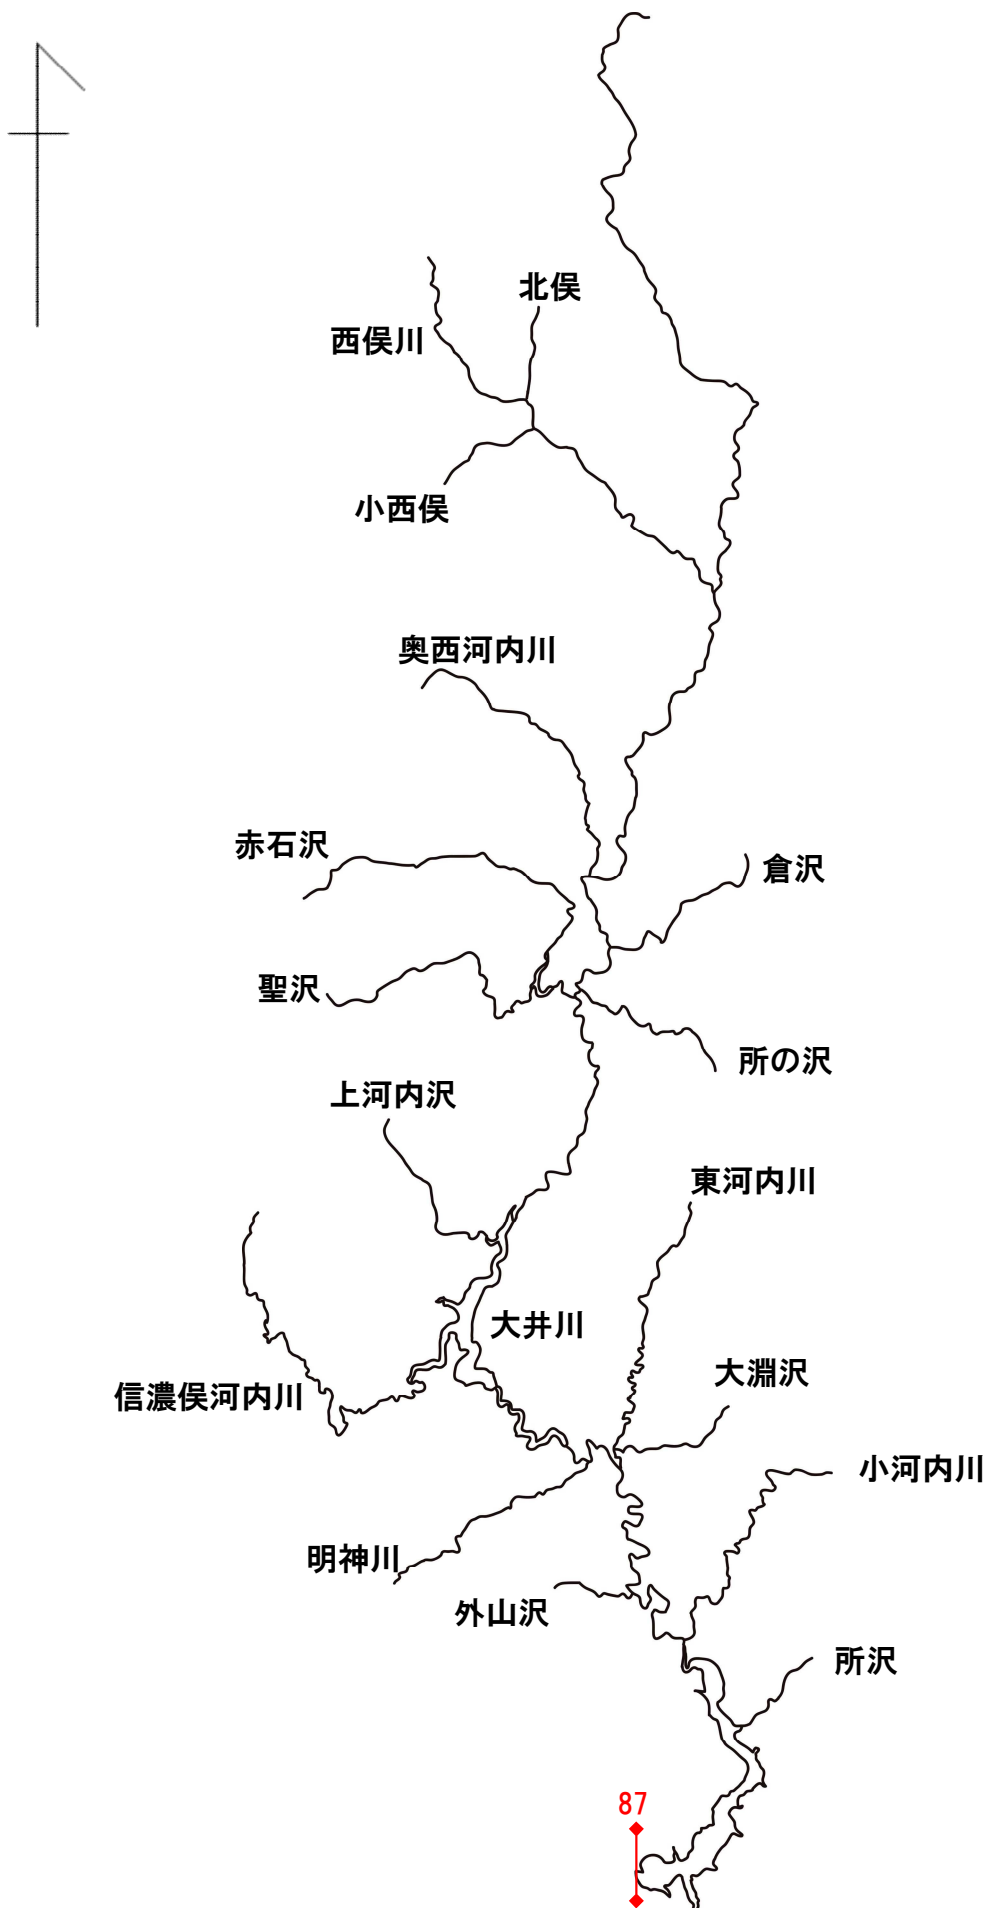 北俣
西俣川
小西俣
奥西河内川
赤石沢
倉沢
聖沢
所の沢
上河内沢
東河内川
大井川
大淵沢
信濃俣河内川
小河内川
明神川
外山沢
所沢
87